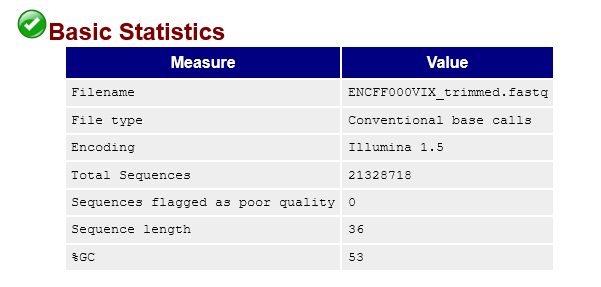 Basic Statistics
Measure Value
Filename ENCFF000VIX_trimmed.fastq
File type Conventional base calls
Encoding Illumina 1.5
Total Sequences 21328718
Sequences flagged as poor quality 0
Sequence length 36
%GC 53